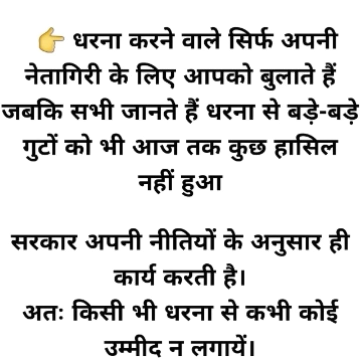 👉 धरना करने वाले सिर्फ अपनी
नेतागिरी के लिए आपको बुलाते हैं
जबकि सभी जानते हैं धरना से बड़े-बड़े
गुटों को भी आज तक कुछ हासिल
नहीं हुआ
सरकार अपनी नीतियों के अनुसार ही
कार्य करती है।
अतः किसी भी धरना से कभी कोई
उम्मीद न लगायें।